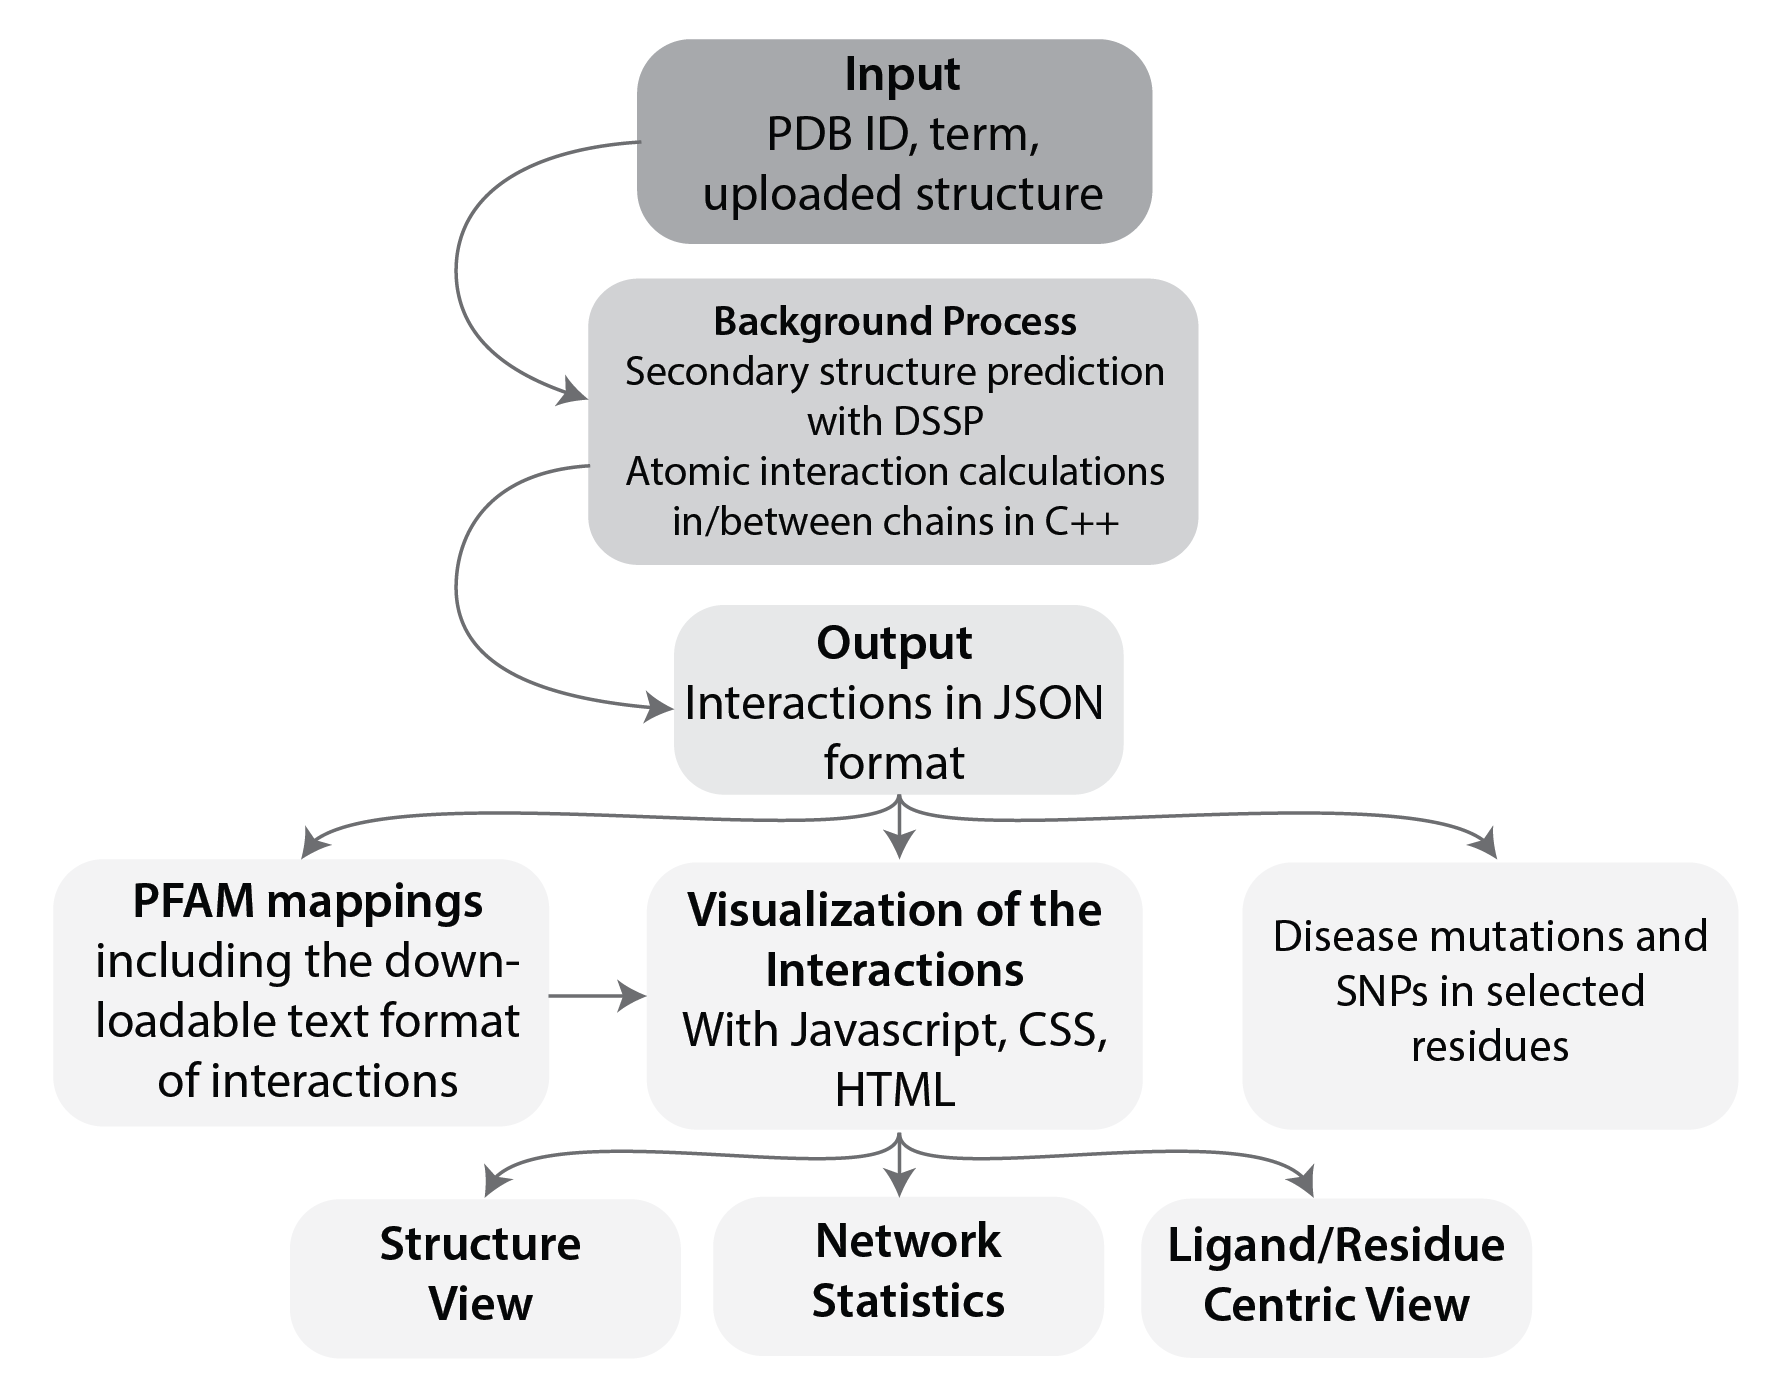 Input
PDB ID, term,
uploaded structure
Background Process
Secondary structure prediction
with DSSP
Atomic interaction calculations
in/between chains in C++
Output
Interactions in JSON
format
PFAM mappings
including the down-
loadable text format
of interactions
Visualization of the
Interactions
With Javascript, CSS,
HTML
Disease mutations and
SNPs in selected
residues
Structure
View
Network
Statistics
Ligand/Residue
Centric View